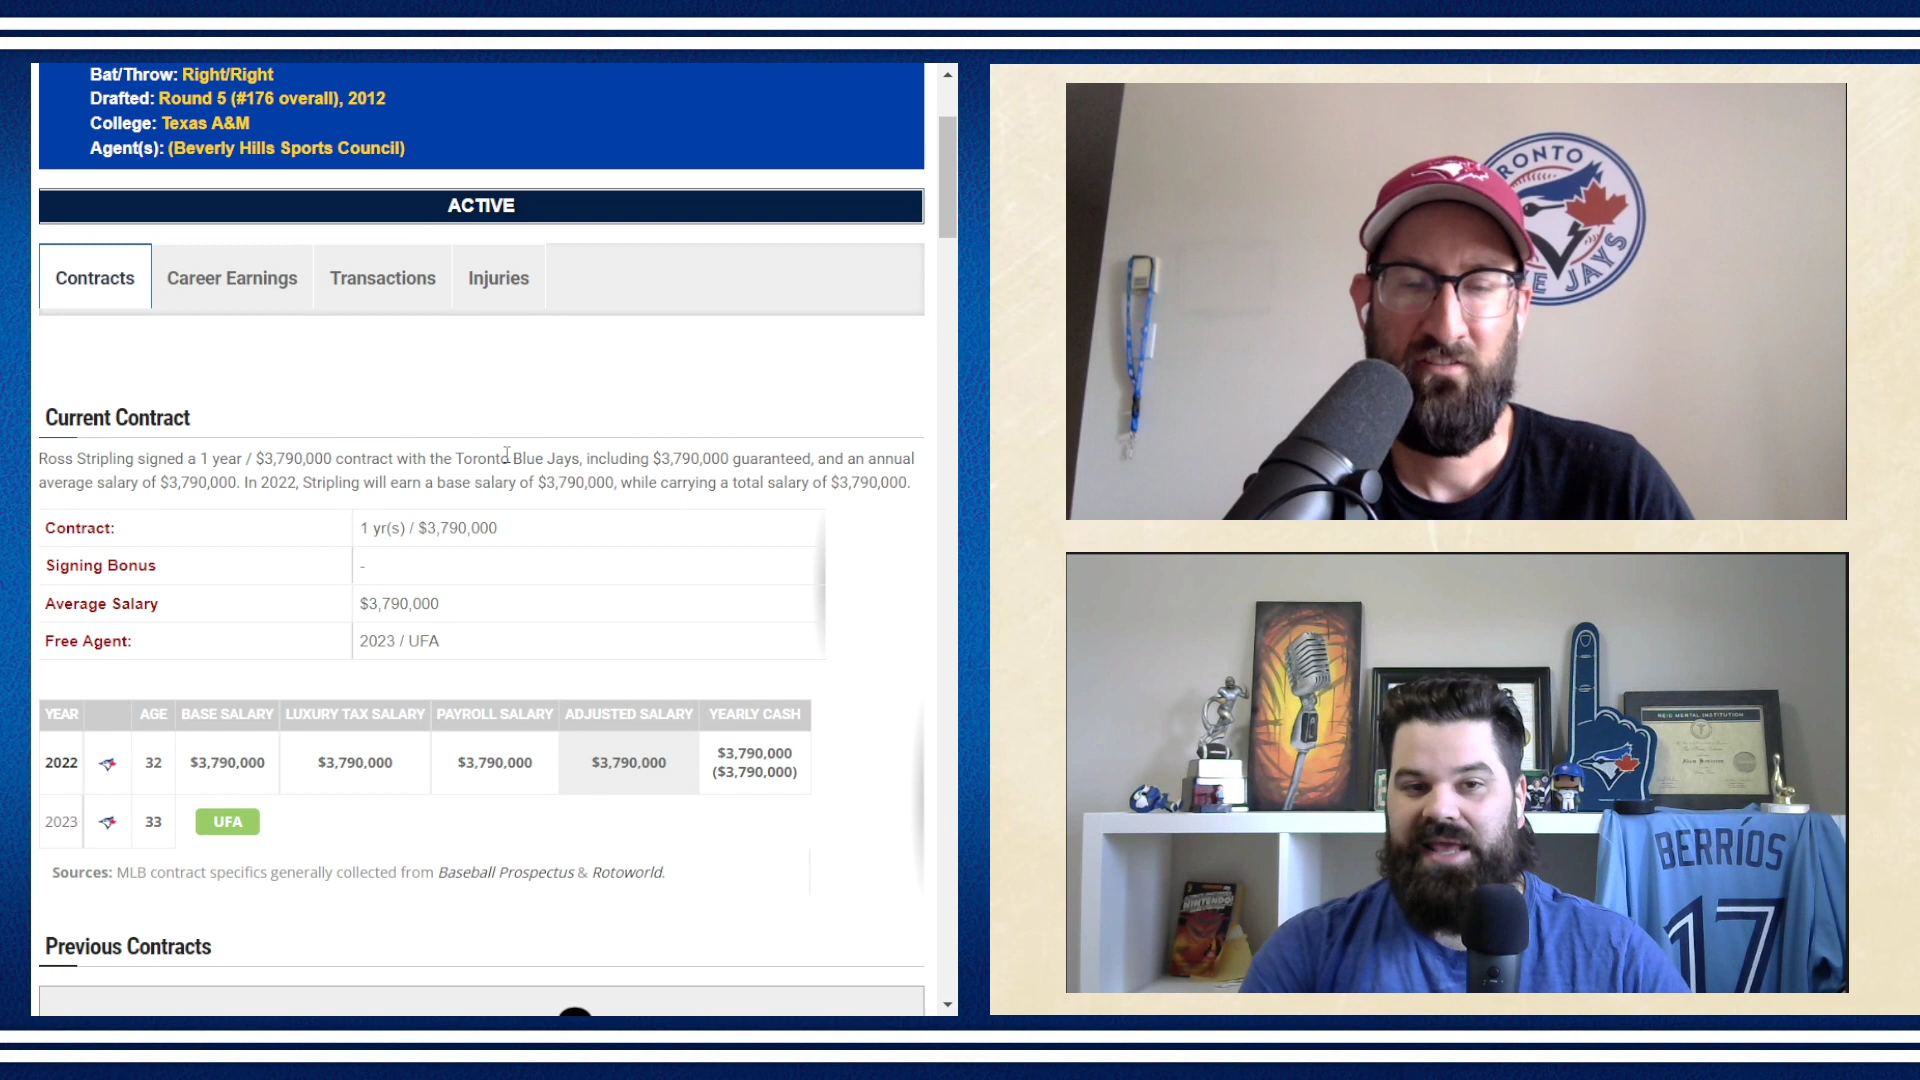 Bat/Throw: Right/Right
Drafted: Round 5 (#176 overall), 2012
College: Texas A&M
Agent(s): (Beverly Hills Sports Council)
ACTIVE
Contracts Career Earnings Transactions Injuries
Current Contract
Ross Stripling signed a 1 year / $3,790,000 contract with the Toronto Blue Jays, including $3,790,000 guaranteed, and an annual
average salary of $3,790,000. In 2022, Stripling will earn a base salary of $3,790,000, while carrying a total salary of $3,790,000.
Contract: 1 yr(s) / $3,790,000
Signing Bonus -
Average Salary $3,790,000
Free Agent: 2023 / UFA
YEAR AGE BASE SALARY LUXURY TAX SALARY PAYROLL SALARY ADJUSTED SALARY YEARLY CASH
2022 32 $3,790,000 $3,790,000 $3,790,000 $3,790,000 $3,790,000
($3,790,000)
2023 33 UFA
Sources: MLB contract specifics generally collected from Baseball Prospectus & Rotoworld.
Previous Contracts
RONTO
E JAYS
BERRÍOS
17
NINTENDO